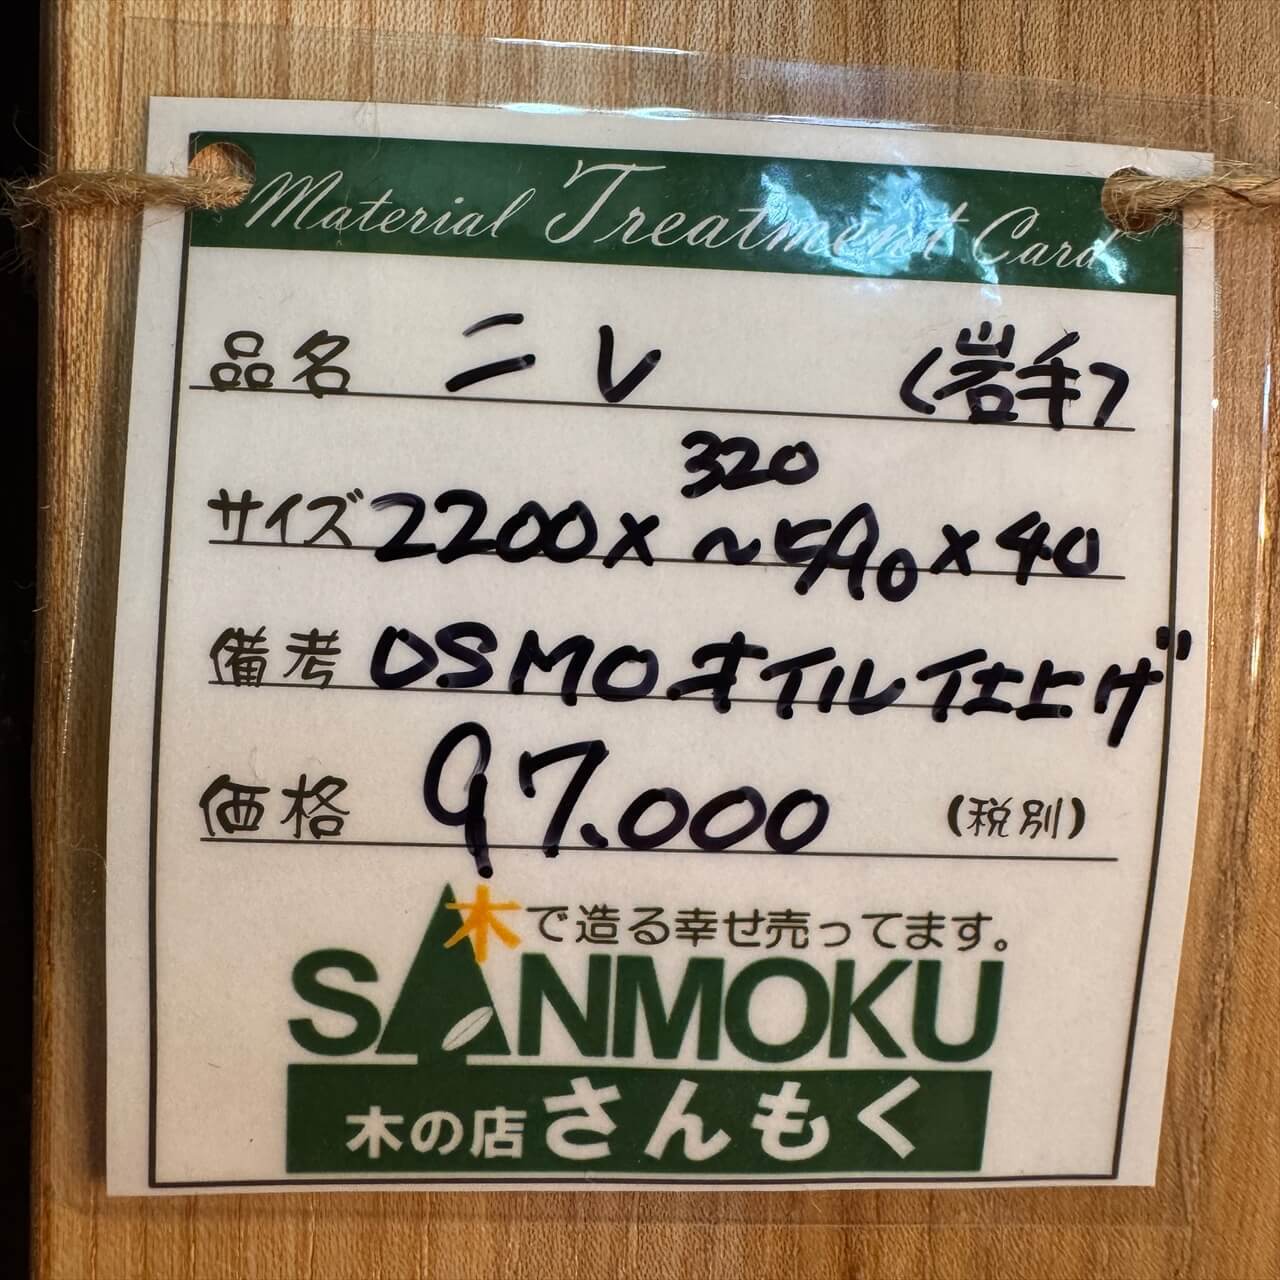 Material Treatment Card
品名 ニレ (岩手)
320
サイズ 2200×~590×40
備考 OSMOオイル仕上げ
価格 97.000 (税別)
木で造る幸せ売ってます。
SANMOKU
木の店さんもく